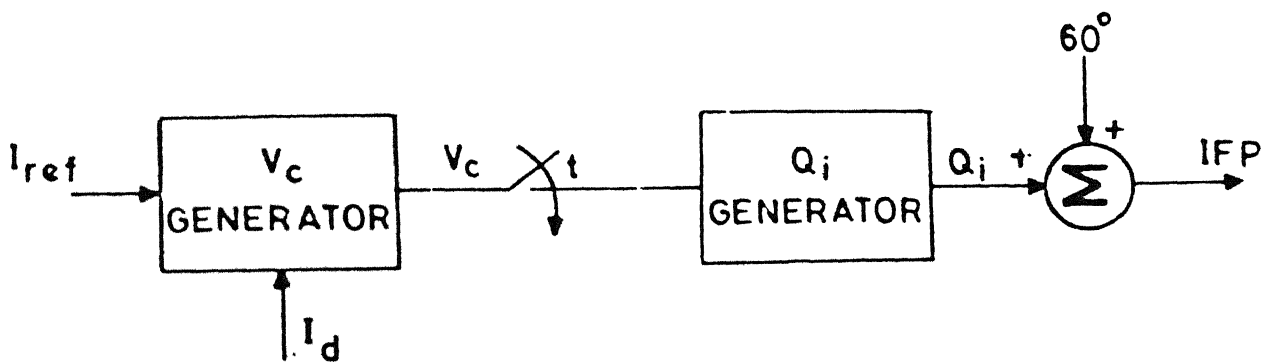 60°
+
I_ref
V_c
GENERATOR
V_c
t
Q_i
GENERATOR
Q_i
+
Σ
IFP
I_d